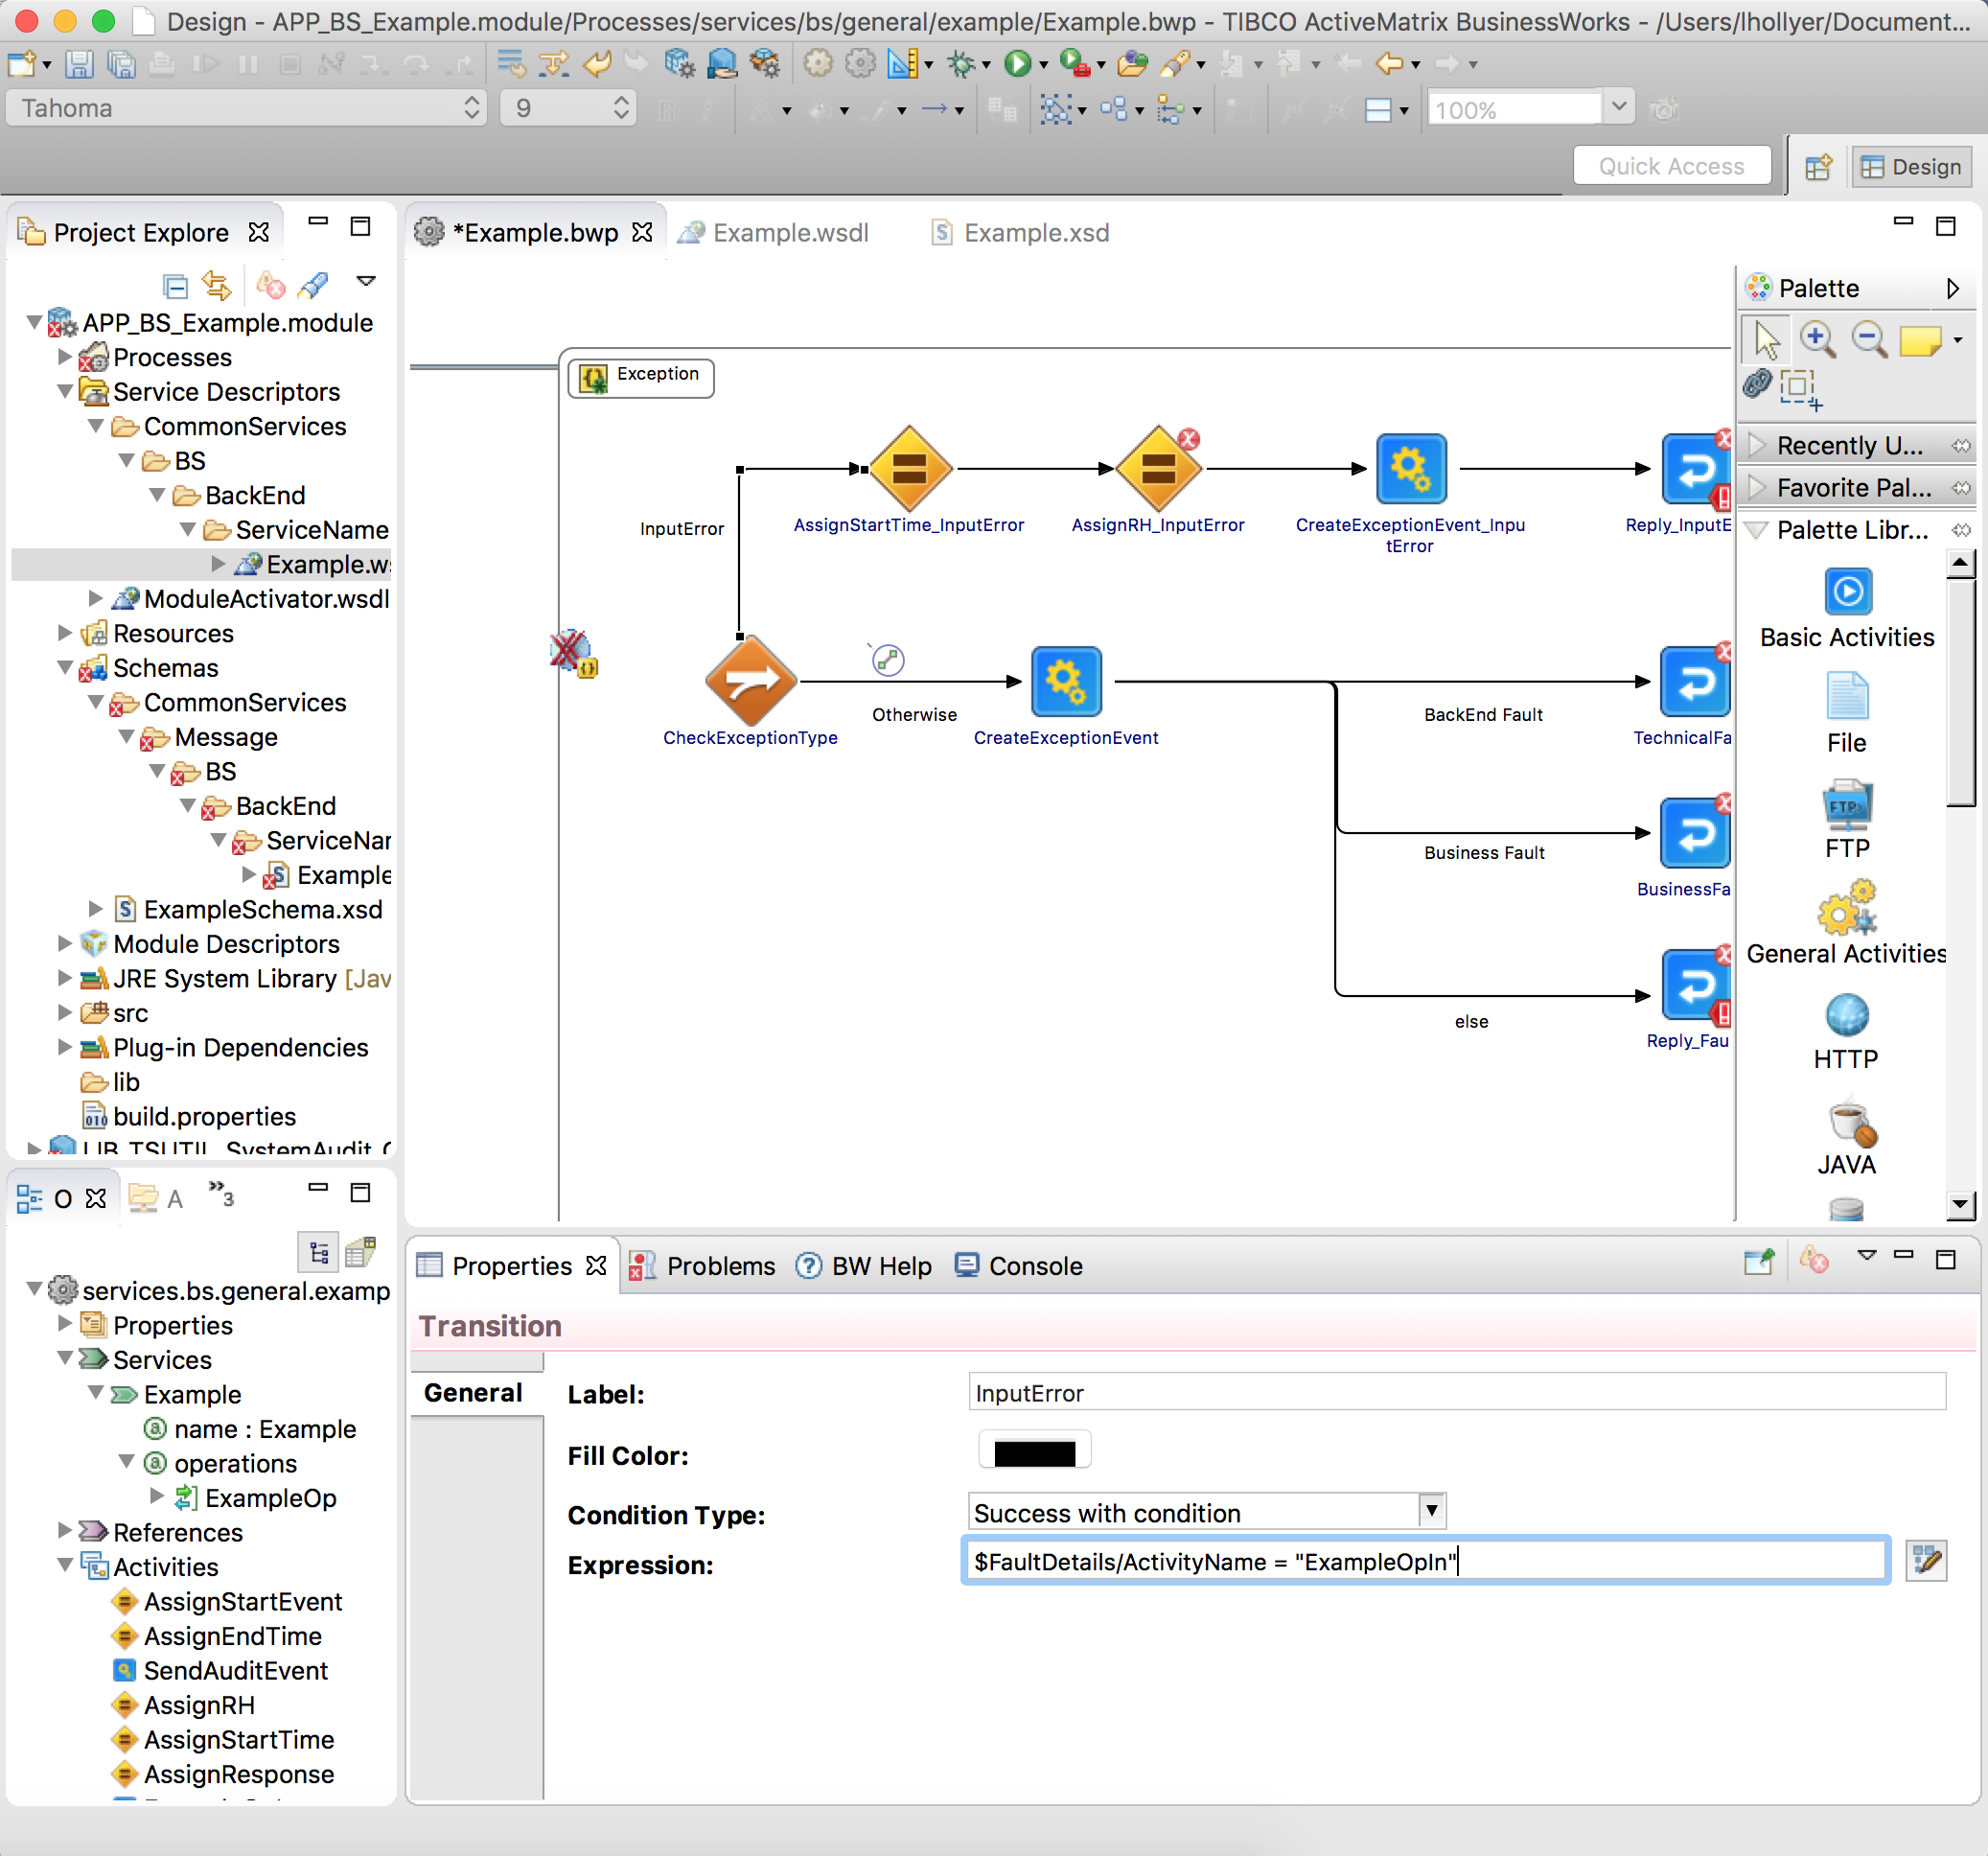 Design - APP_BS_Example.module/Processes/services/bs/general/example/Example.bwp - TIBCO ActiveMatrix BusinessWorks - /Users/lhollyer/Document...
Tahoma
9
100%
Quick Access
Design
Project Explore
APP_BS_Example.module
Processes
Service Descriptors
CommonServices
BS
BackEnd
ServiceName
Example.ws
ModuleActivator.wsdl
Resources
Schemas
CommonServices
Message
BS
BackEnd
ServiceNar
Example
ExampleSchema.xsd
Module Descriptors
JRE System Library [Jav
src
Plug-in Dependencies
lib
build.properties
LIB_TSUTIL_SystemAudit_C
*Example.bwp
Example.wsdl
Example.xsd
Exception
InputError
AssignStartTime_InputError
AssignRH_InputError
CreateExceptionEvent_Inpu
tError
Reply_InputE
CheckExceptionType
Otherwise
CreateExceptionEvent
BackEnd Fault
TechnicalFa
Business Fault
BusinessFa
else
Reply_Fau
Palette
Recently U...
Favorite Pal...
Palette Libr...
Basic Activities
File
FTP
FTP
General Activities
HTTP
JAVA
O
A
3
services.bs.general.examp
Properties
Services
Example
name : Example
operations
ExampleOp
References
Activities
AssignStartEvent
AssignEndTime
SendAuditEvent
AssignRH
AssignStartTime
AssignResponse
Properties
Problems
BW Help
Console
Transition
General
Label:
InputError
Fill Color:
Condition Type:
Success with condition
Expression:
$FaultDetails/ActivityName = "ExampleOpIn"